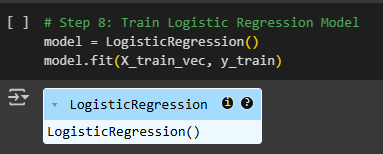 [ ] # Step 8: Train Logistic Regression Model
model = LogisticRegression()
model.fit(X_train_vec, y_train)
▾ LogisticRegression i ?
LogisticRegression()